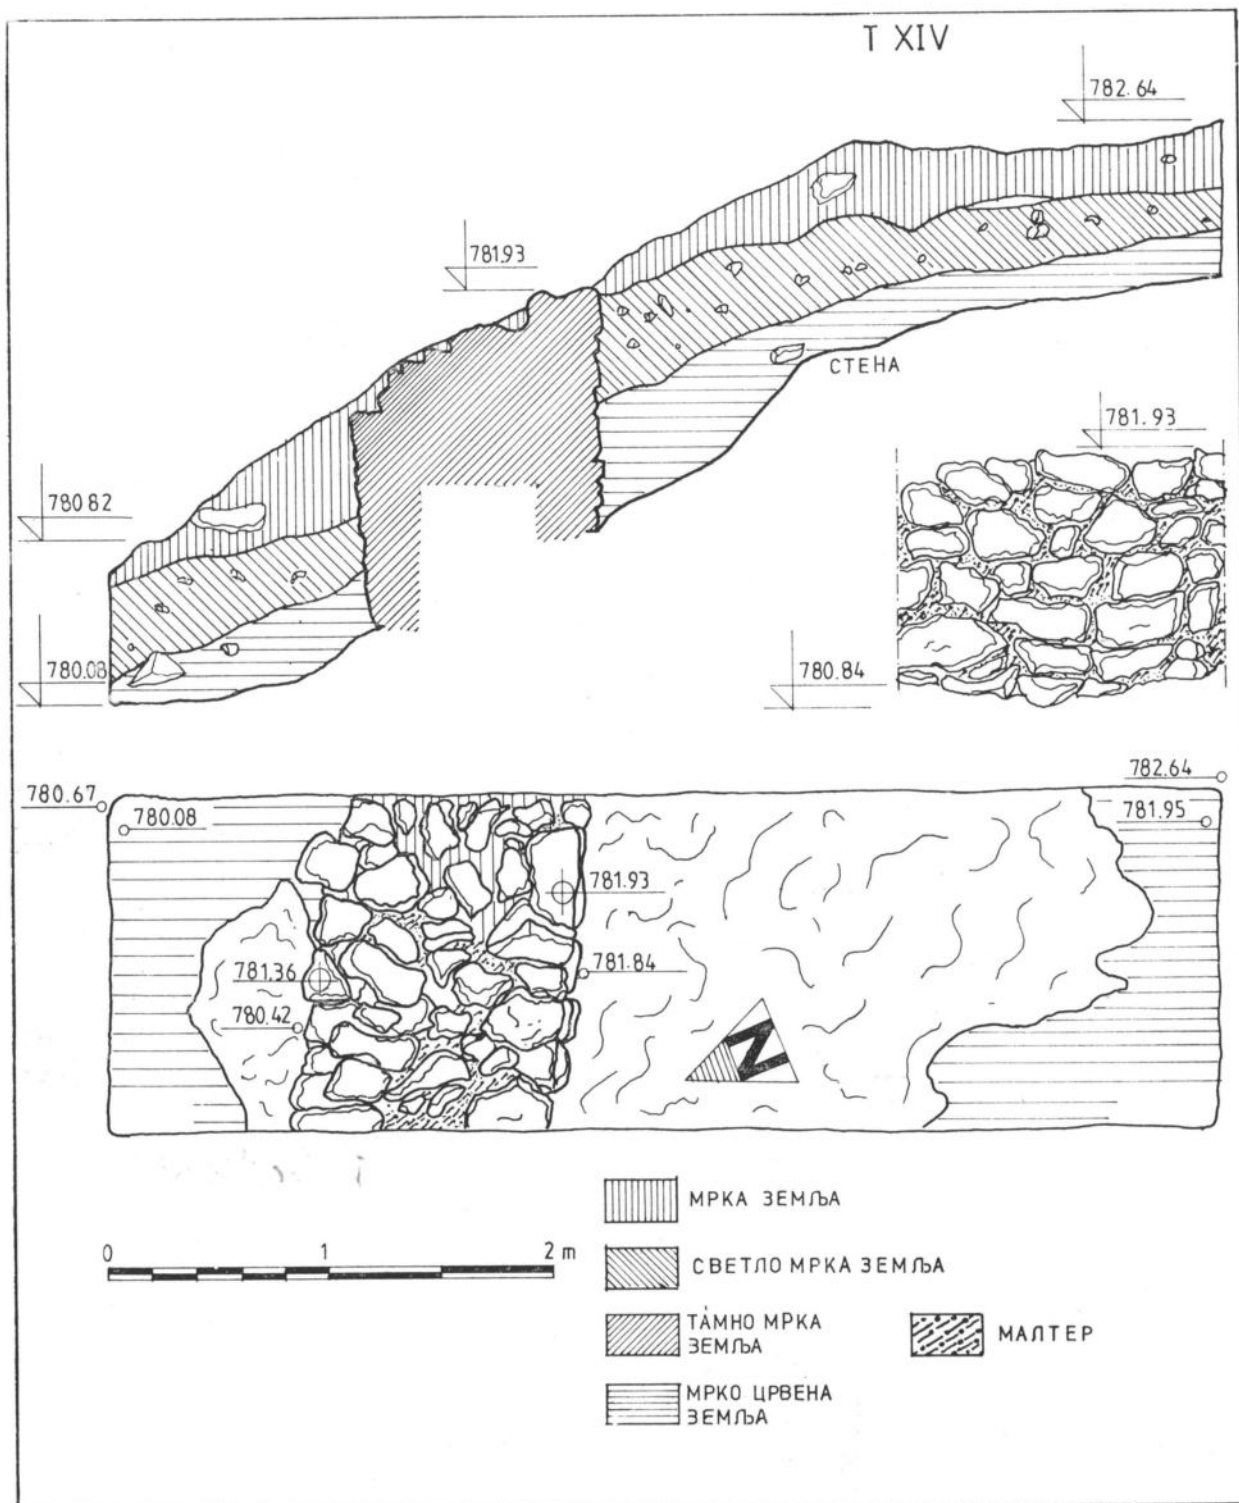 T XIV
782.64
781.93
СТЕНА
781.93
780.82
780.08
780.84
782.64
780.67
780.08
781.95
781.93
781.36
781.84
780.42
N
МРКА ЗЕМЉА
0 1 2 m
СВЕТЛО МРКА ЗЕМЉА
ТАМНО МРКА
ЗЕМЉА
МАЛТЕР
МРКО ЦРВЕНА
ЗЕМЉА